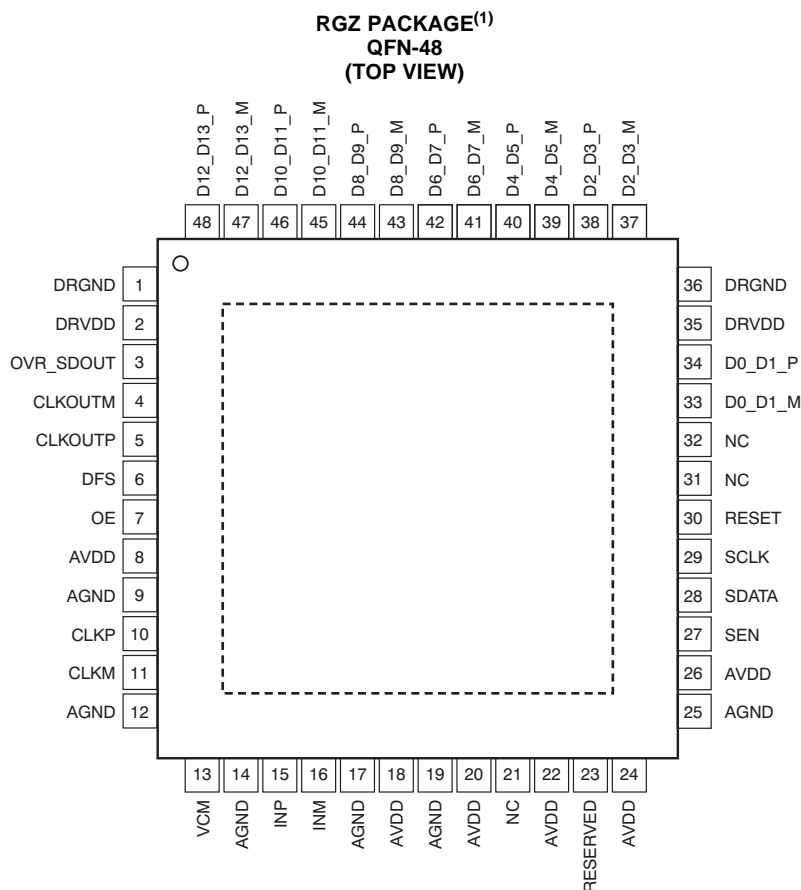 RGZ PACKAGE(1)
QFN-48
(TOP VIEW)
D12_D13_P
D12_D13_M
D10_D11_P
D10_D11_M
D8_D9_P
D8_D9_M
D6_D7_P
D6_D7_M
D4_D5_P
D4_D5_M
D2_D3_P
D2_D3_M
48 47 46 45 44 43 42 41 40 39 38 37
DRGND 1 36 DRGND
DRVDD 2 35 DRVDD
OVR_SDOUT 3 34 D0_D1_P
CLKOUTM 4 33 D0_D1_M
CLKOUTP 5 32 NC
DFS 6 31 NC
OE 7 30 RESET
AVDD 8 29 SCLK
AGND 9 28 SDATA
CLKP 10 27 SEN
CLKM 11 26 AVDD
AGND 12 25 AGND
13 14 15 16 17 18 19 20 21 22 23 24
VCM
AGND
INP
INM
AGND
AVDD
AGND
AVDD
NC
AVDD
RESERVED
AVDD